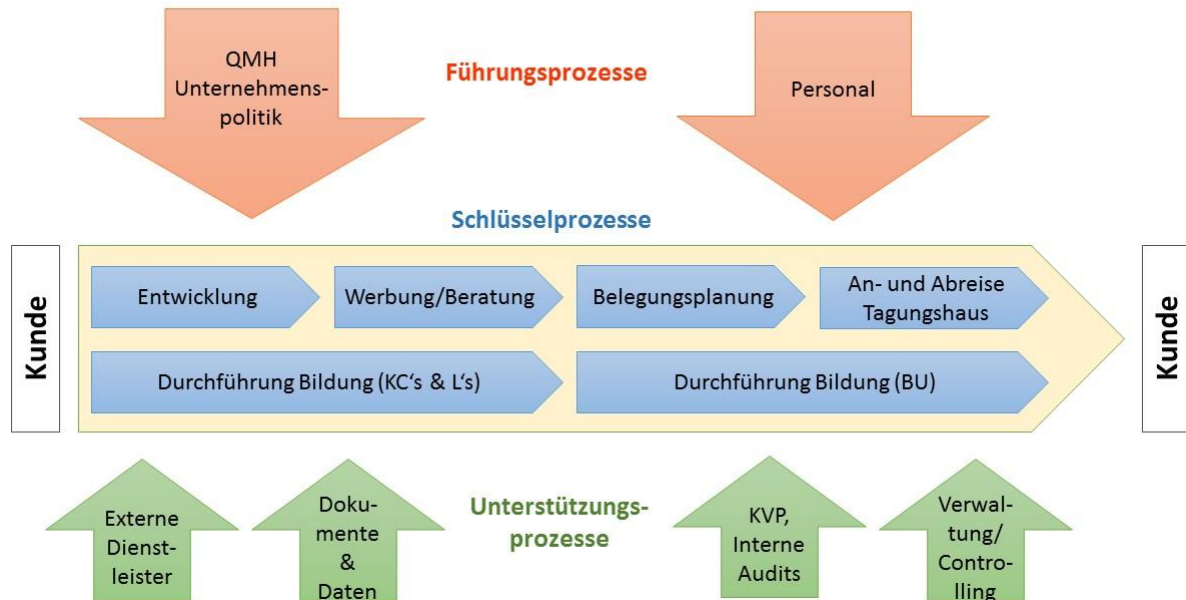 QMH
Unternehmens-
politik
Führungsprozesse
Personal
Schlüsselprozesse
Kunde
Entwicklung
Werbung/Beratung
Belegungsplanung
An- und Abreise
Tagungshaus
Durchführung Bildung (KC‘s & L‘s)
Durchführung Bildung (BU)
Kunde
Externe
Dienst-
leister
Doku-
mente
&
Daten
Unterstützungs-
prozesse
KVP,
Interne
Audits
Verwal-
tung/
Contro-
lling